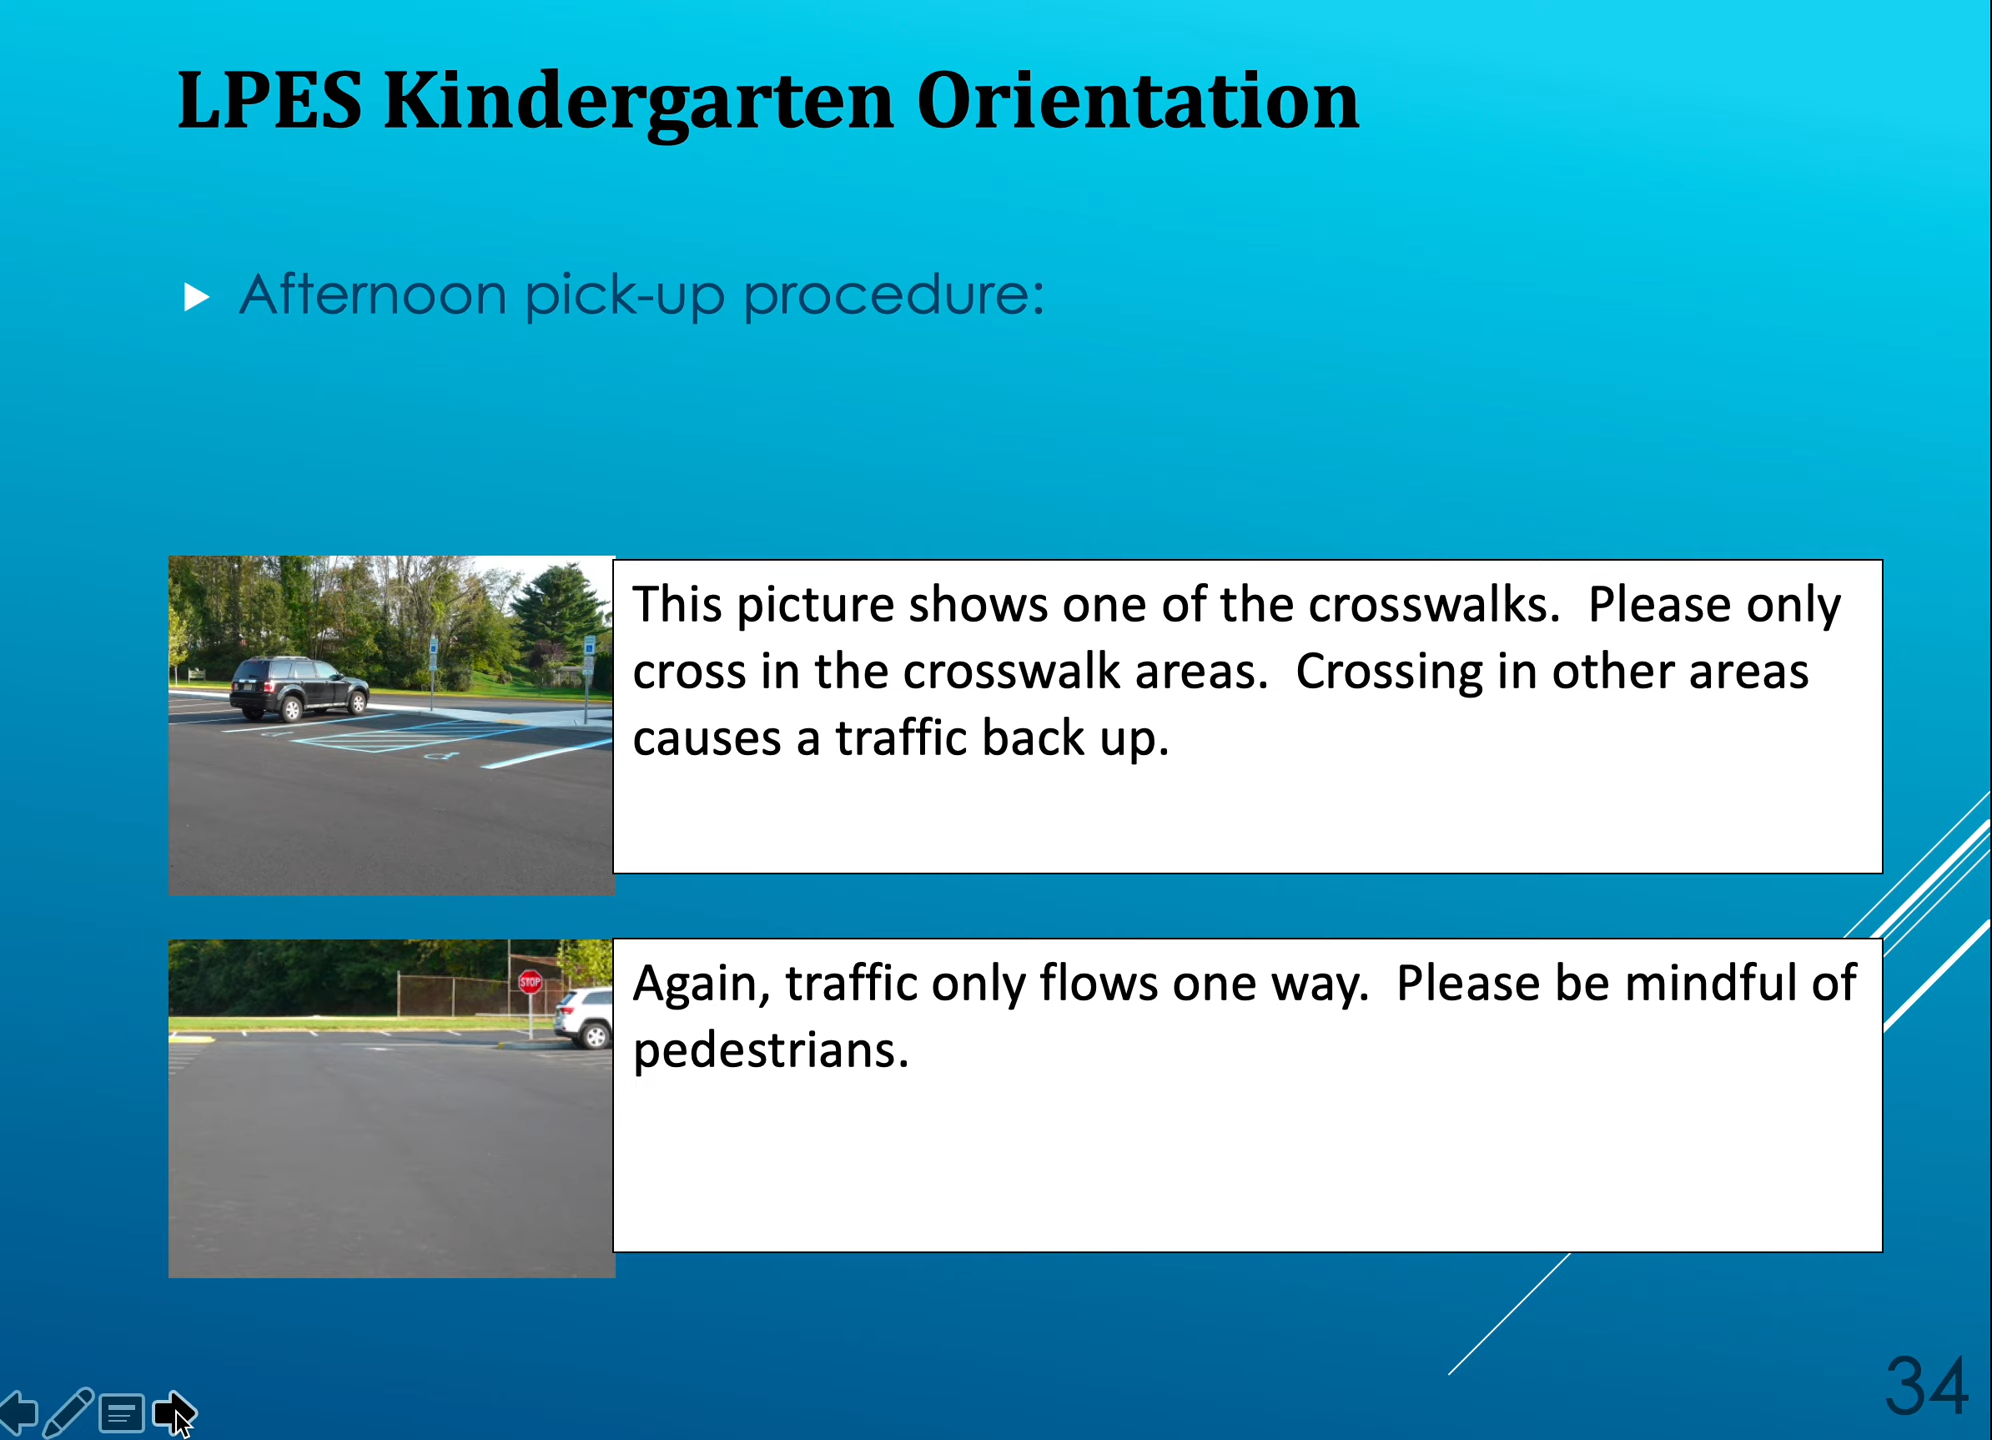 LPES Kindergarten Orientation
Afternoon pick-up procedure:
This picture shows one of the crosswalks.  Please only
cross in the crosswalk areas.  Crossing in other areas
causes a traffic back up.
STOP
Again, traffic only flows one way.  Please be mindful of
pedestrians.
34